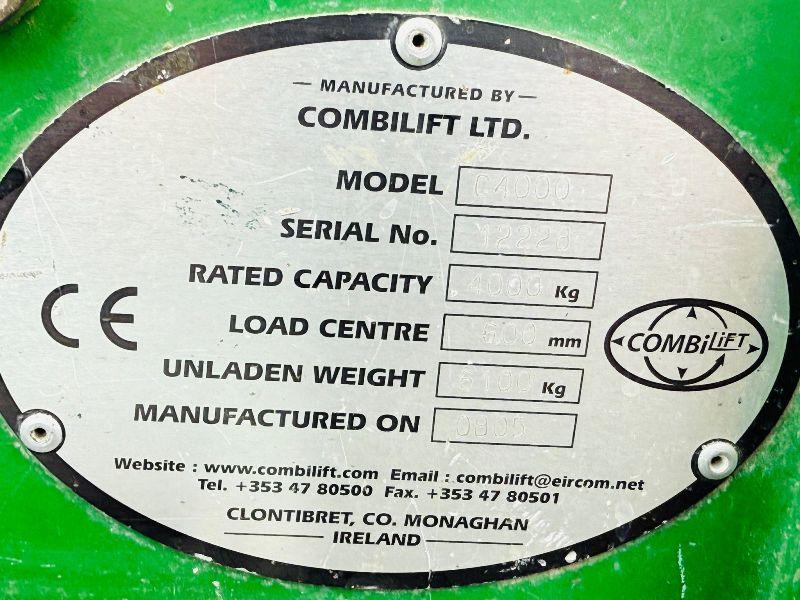 MANUFACTURED BY
COMBILIFT LTD.
MODEL C4000
SERIAL No. 12228
RATED CAPACITY 4000 Kg
LOAD CENTRE 600 mm
UNLADEN WEIGHT 6100 Kg
MANUFACTURED ON 0805
CE
COMBiLiFT
Website : www.combilift.com Email : combilift@eircom.net
Tel. +353 47 80500 Fax. +353 47 80501
CLONTIBRET, CO. MONAGHAN
IRELAND